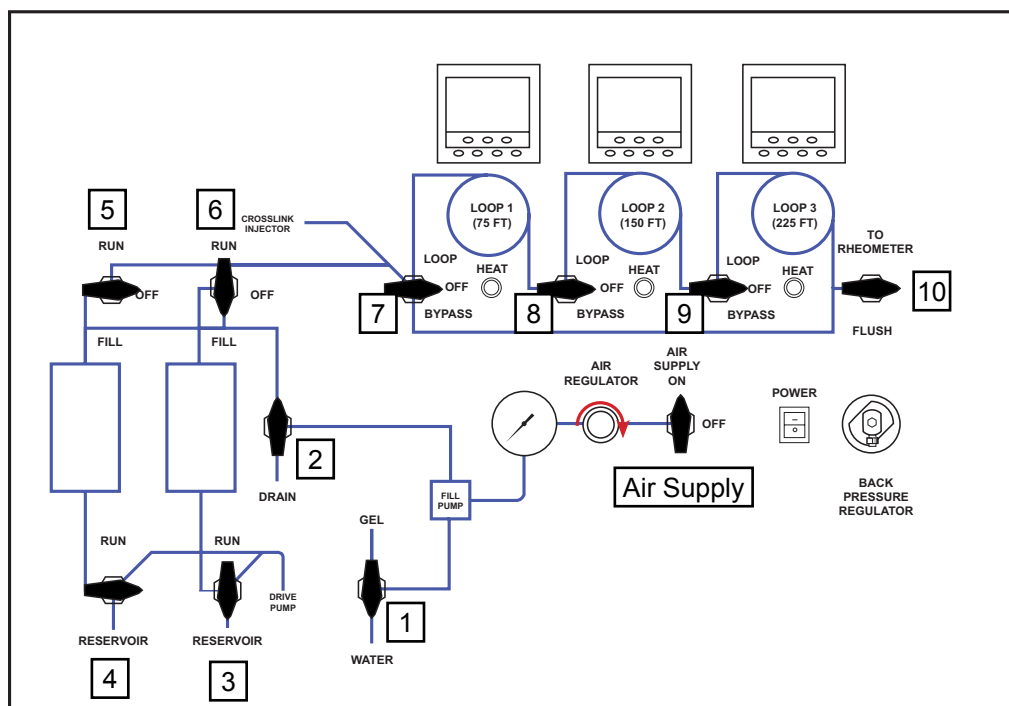 LOOP 1
(75 FT)
LOOP 2
(150 FT)
LOOP 3
(225 FT)
5
6
CROSSLINK
INJECTOR
RUN
RUN
TO
RHEOMETER
LOOP
HEAT
LOOP
HEAT
LOOP
HEAT
OFF
OFF
OFF
OFF
OFF
7
8
9
10
BYPASS
BYPASS
BYPASS
FLUSH
FILL
FILL
AIR
REGULATOR
AIR
SUPPLY
ON
OFF
POWER
2
DRAIN
Air Supply
BACK
PRESSURE
REGULATOR
FILL
PUMP
GEL
RUN
RUN
DRIVE
PUMP
1
RESERVOIR
RESERVOIR
WATER
4
3